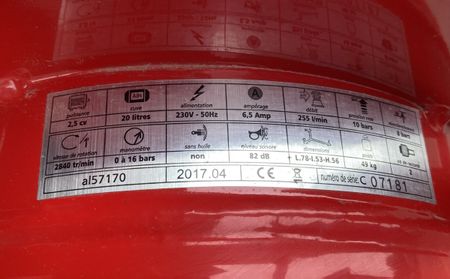 puissance cuve alimentation ampérage débit
2,5 cv 20 litres 230V - 50Hz 6,5 Amp 255 l/min 10 bars 8 bars
vitesse de rotation manomètre sans huile niveau sonore dimensions poids
2840 tr/min 0 à 16 bars non 82 dB L.78-l.53-H.56 49 kg 2
al57170 2017.04 CE numéro de série: C 07181